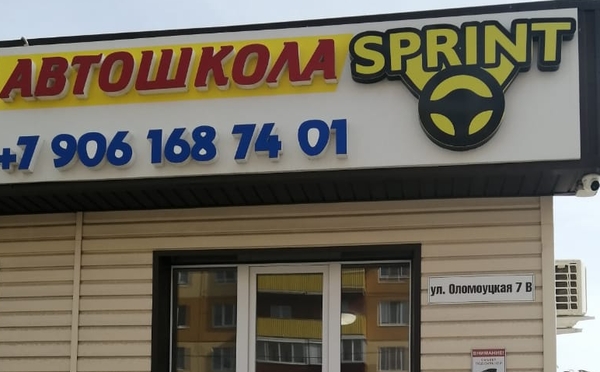 АВТОШКОЛА SPRINT
+7 906 168 74 01
ул. Оломоуцкая 7 В
ВНИМАНИЕ!